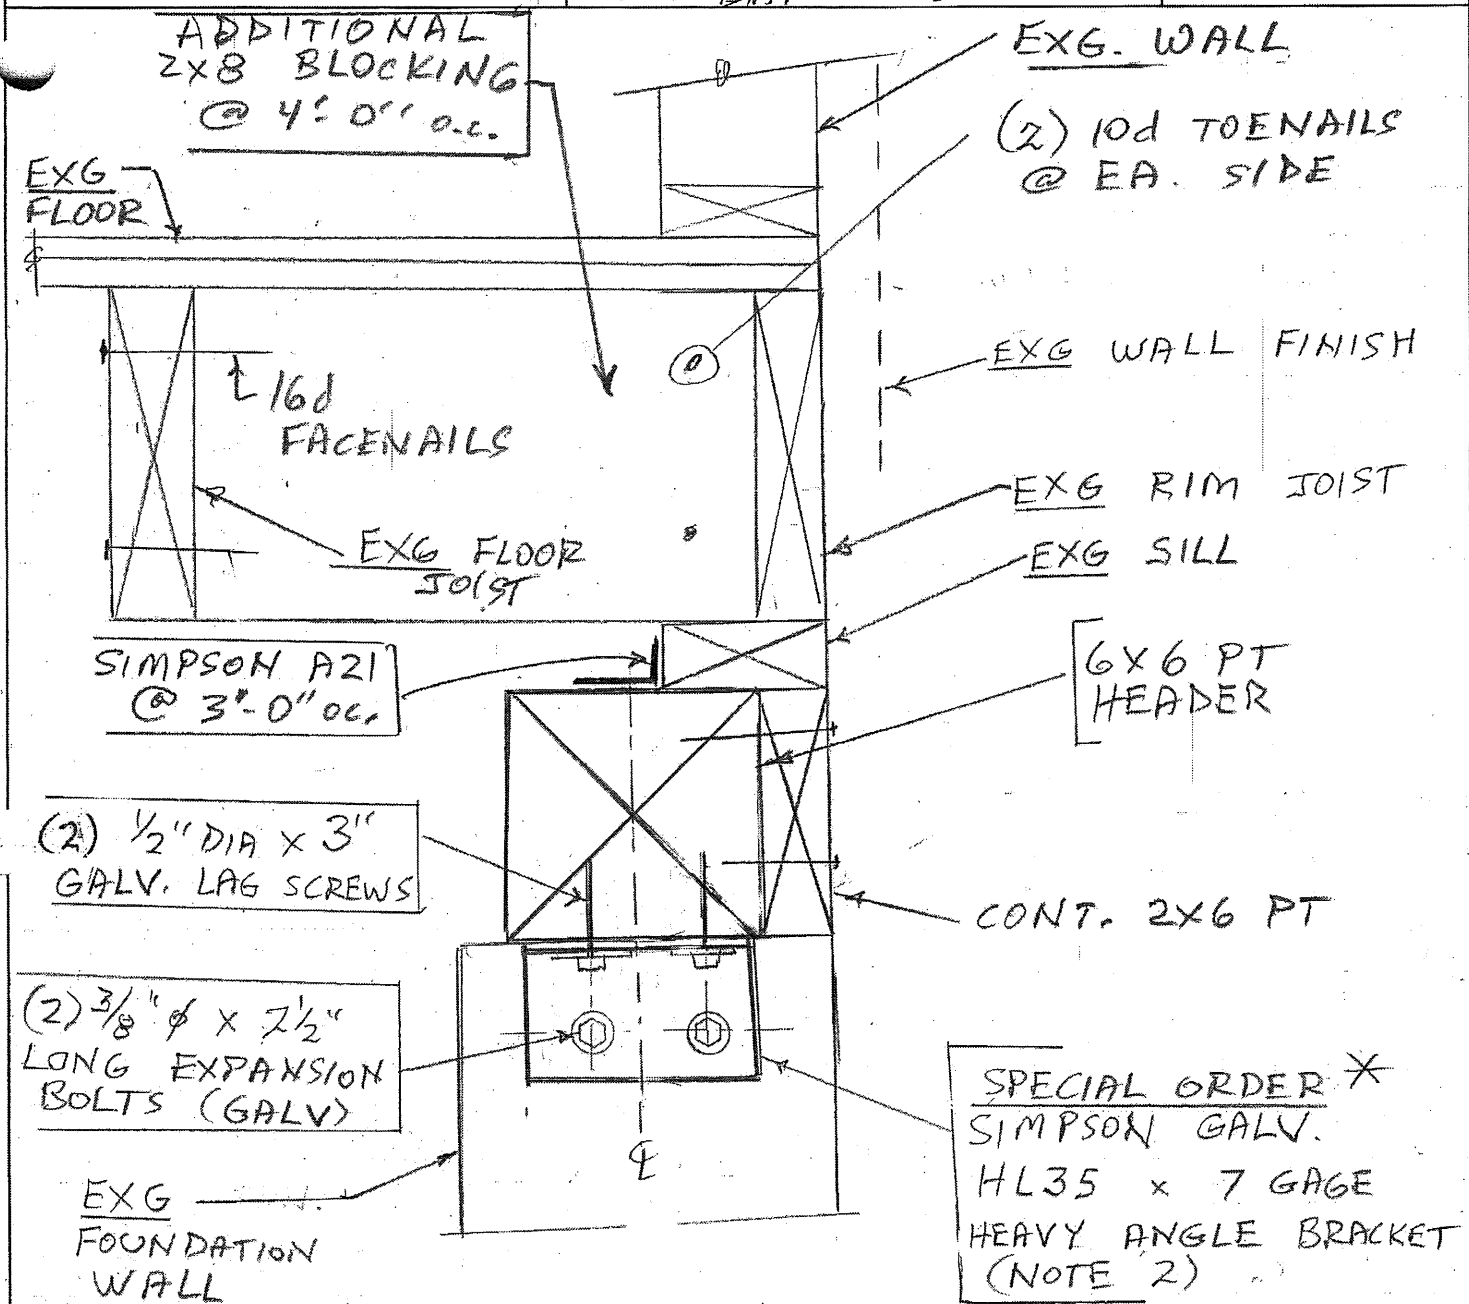 ADDITIONAL
2x8 BLOCKING
@ 4'-0" o.c.
EXG. WALL
(2) 10d TOENAILS
@ EA. SIDE
EXG
FLOOR
EXG WALL FINISH
16d
FACENAILS
EXG RIM JOIST
EXG FLOOR
JOIST
EXG SILL
SIMPSON A21
@ 3'-0" oc.
6X6 PT
HEADER
(2) 1/2" DIA x 3"
GALV. LAG SCREWS
CONT. 2X6 PT
(2) 3/8" ϕ x 2 1/2"
LONG EXPANSION
BOLTS (GALV)
℄
SPECIAL ORDER *
SIMPSON GALV.
HL35 x 7 GAGE
HEAVY ANGLE BRACKET
(NOTE 2)
EXG
FOUNDATION
WALL